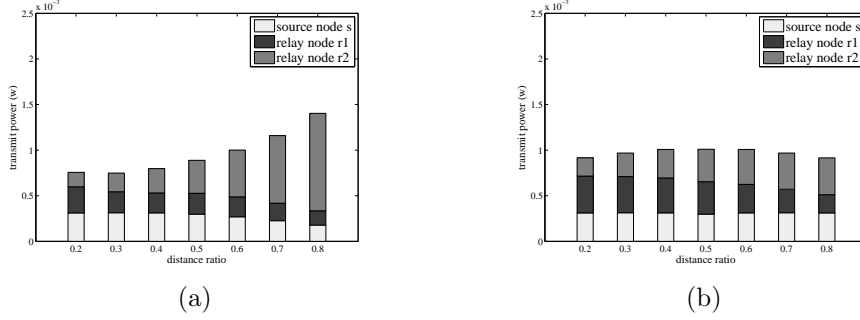 x 10⁻³
2.5
2
1.5
1
0.5
0
transmit power (w)
0.2 0.3 0.4 0.5 0.6 0.7 0.8
distance ratio
source node s
relay node r1
relay node r2
(a)
2.5
2
1.5
1
0.5
0
transmit power (w)
0.2 0.3 0.4 0.5 0.6 0.7 0.8
distance ratio
source node s
relay node r1
relay node r2
(b)